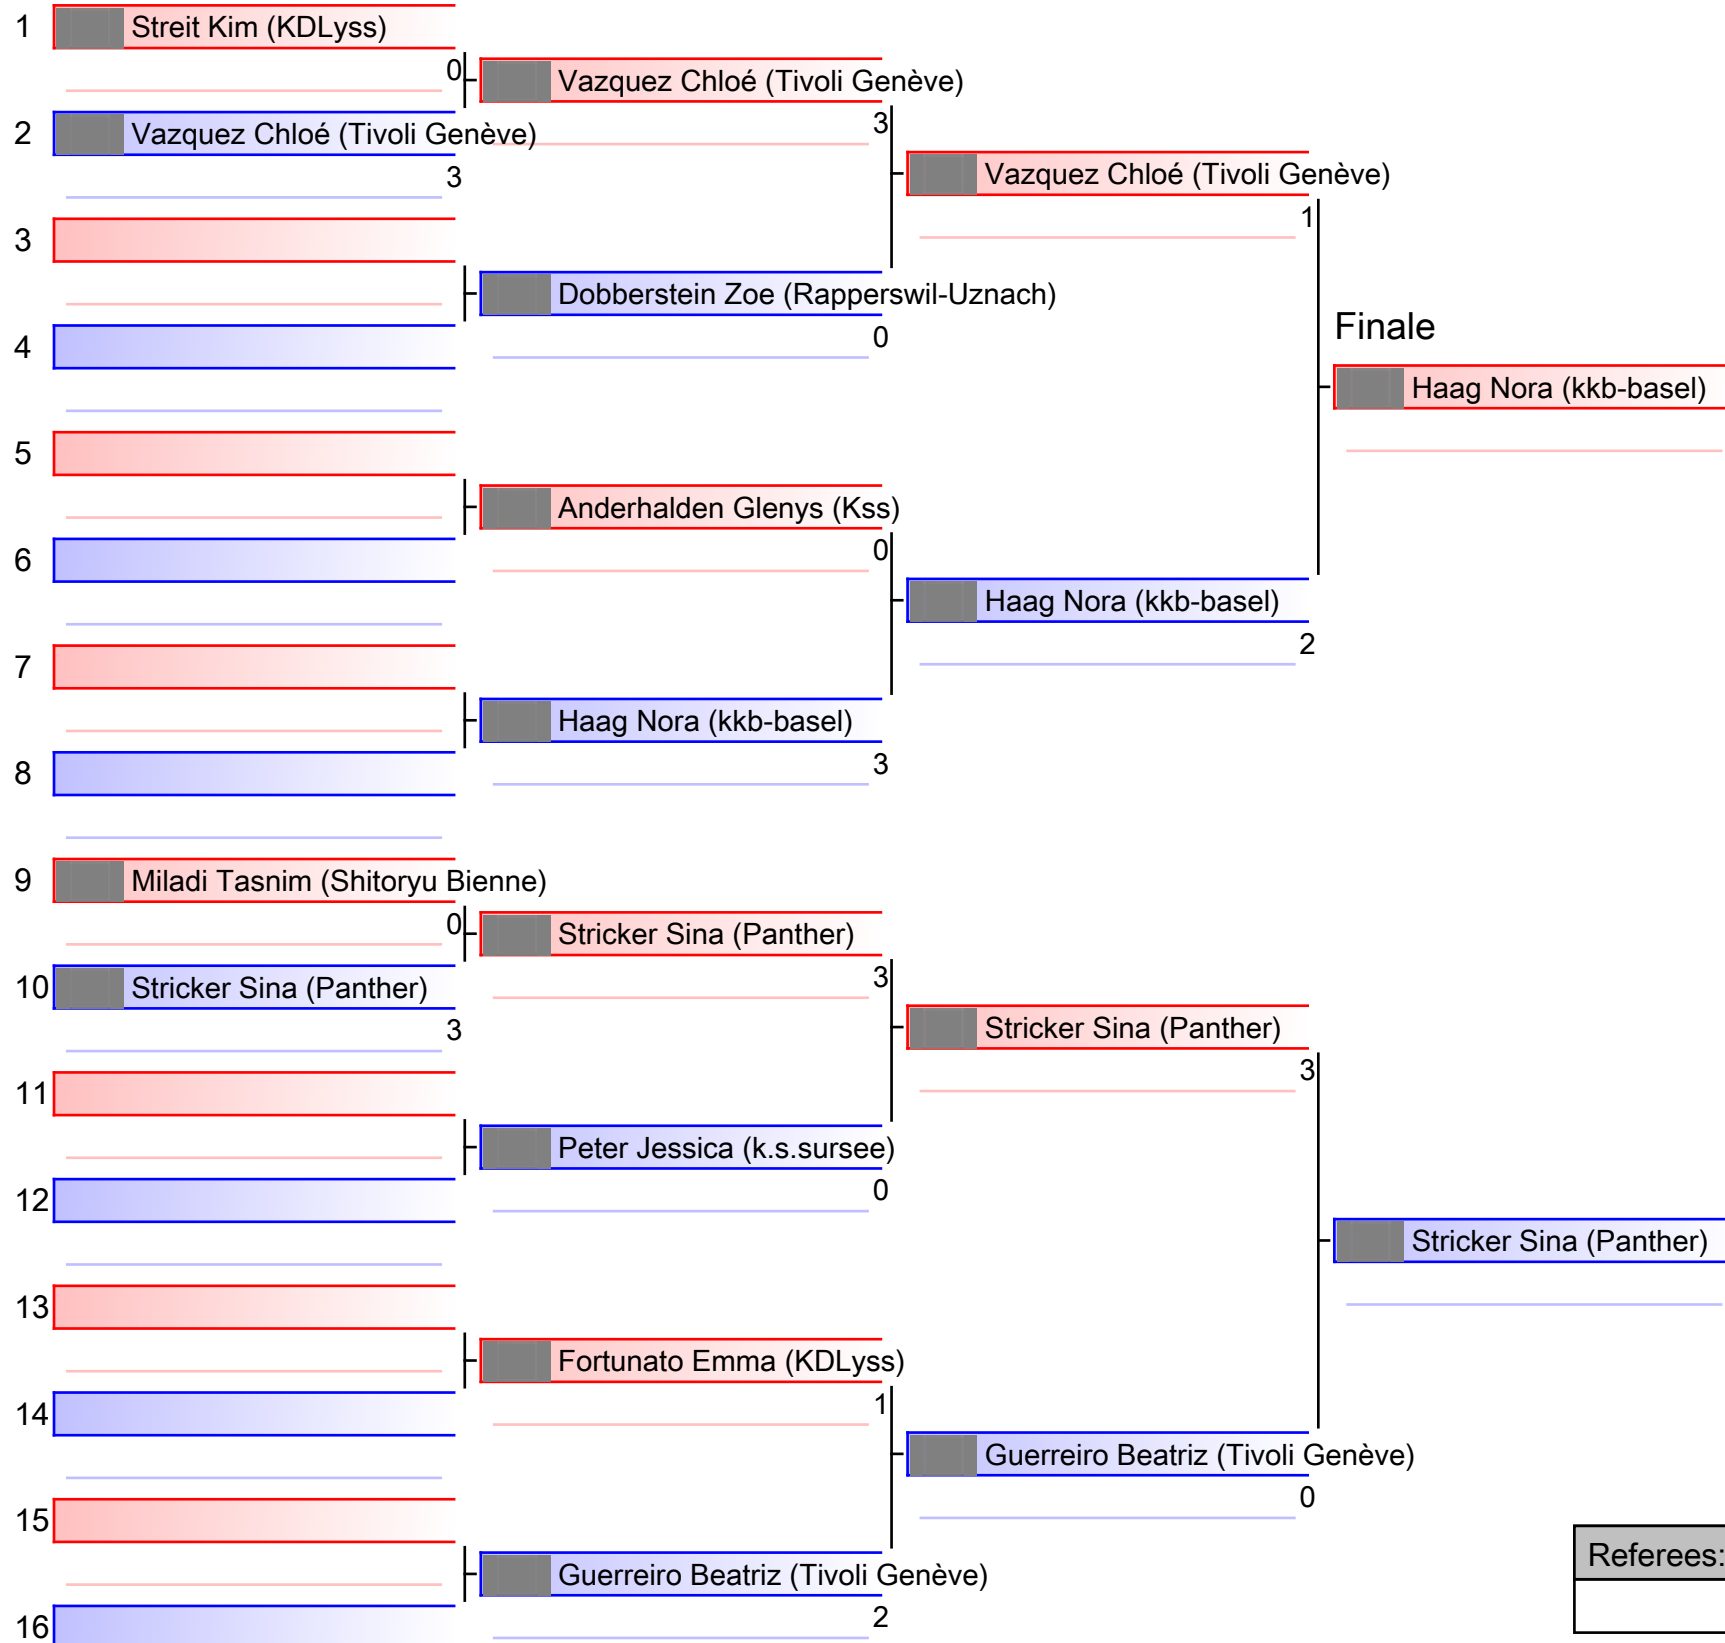 1 Streit Kim (KDLyss)
0
Vazquez Chloé (Tivoli Genève)
3
2 Vazquez Chloé (Tivoli Genève)
3
Vazquez Chloé (Tivoli Genève)
1
3
Dobberstein Zoe (Rapperswil-Uznach)
0
4
Finale
Haag Nora (kkb-basel)
5
Anderhalden Glenys (Kss)
0
6
Haag Nora (kkb-basel)
2
7
Haag Nora (kkb-basel)
3
8
9 Miladi Tasnim (Shitoryu Bienne)
0
Stricker Sina (Panther)
3
10 Stricker Sina (Panther)
3
Stricker Sina (Panther)
3
11
Peter Jessica (k.s.sursee)
0
12
Stricker Sina (Panther)
13
Fortunato Emma (KDLyss)
1
14
Guerreiro Beatriz (Tivoli Genève)
0
15
Guerreiro Beatriz (Tivoli Genève)
2
16
Referees: